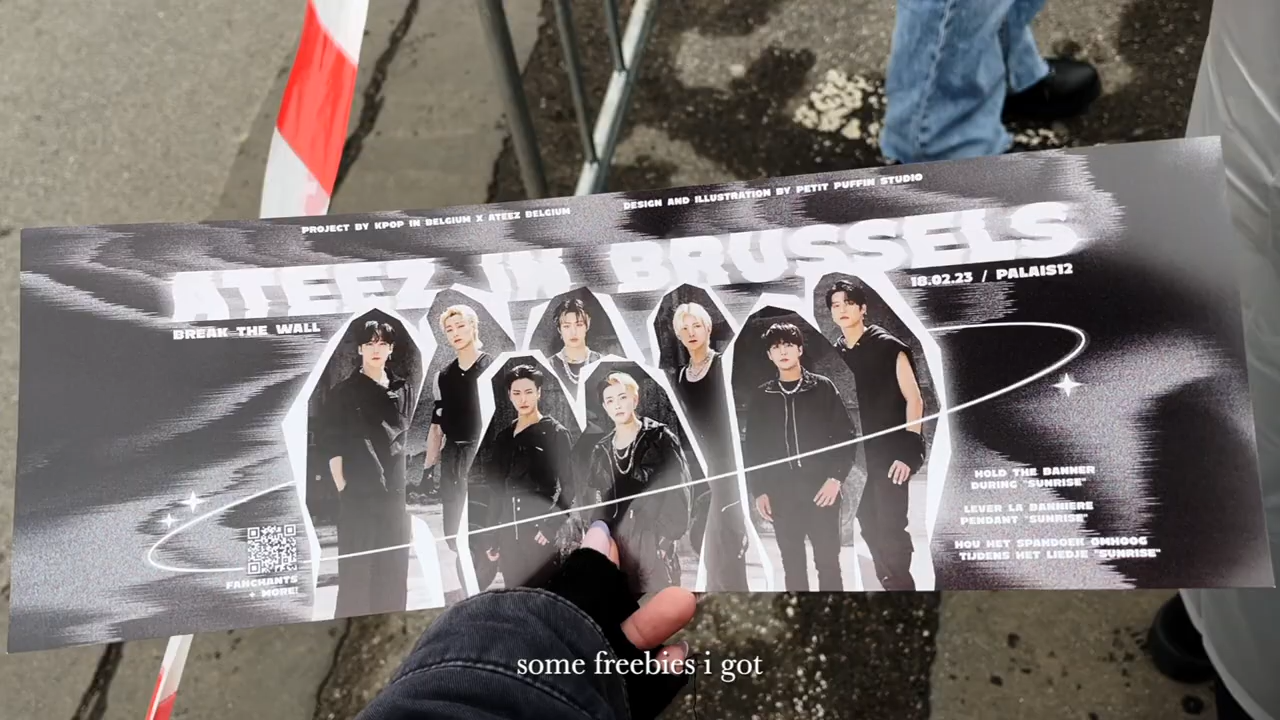 PROJECT BY KPOP IN BELGIUM X ATEEZ BELGIUM
DESIGN AND ILLUSTRATION BY PETIT PUFFIN STUDIO
ATEEZ IN BRUSSELS
BREAK THE WALL
18.02.23 / PALAIS12
HOLD THE BANNER
DURING "SUNRISE"
LEVER LA BANNIERE
PENDANT "SUNRISE"
HOU HET SPANDOEK OMHOOG
TIJDENS HET LIEDJE "SUNRISE"
FANCHANTS
+ MORE!
some freebies i got